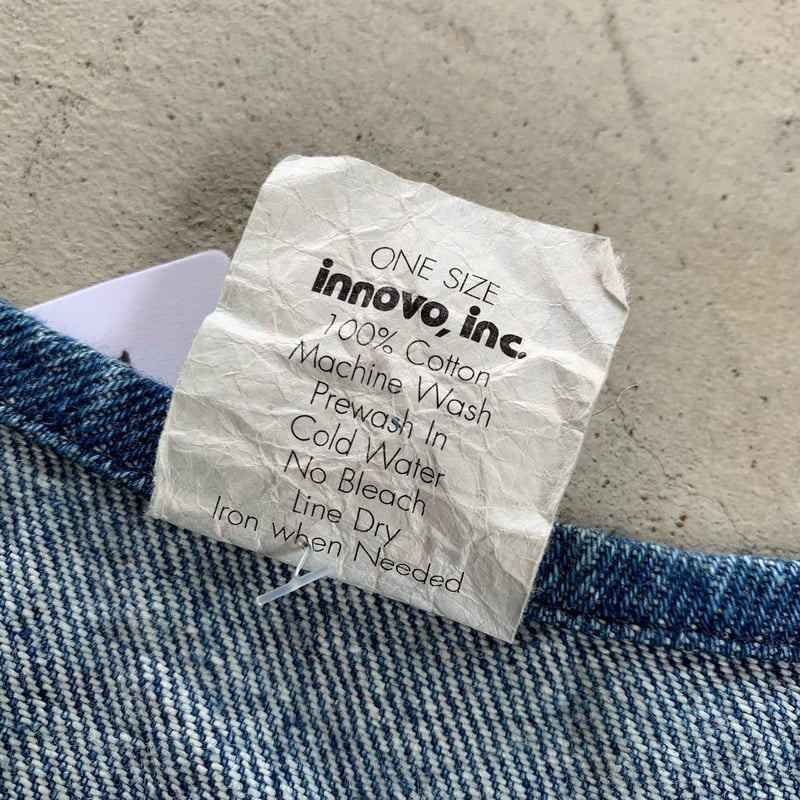 ONE SIZE
innovo, inc.
100% Cotton
Machine Wash
Prewash In
Cold Water
No Bleach
Line Dry
Iron when Needed